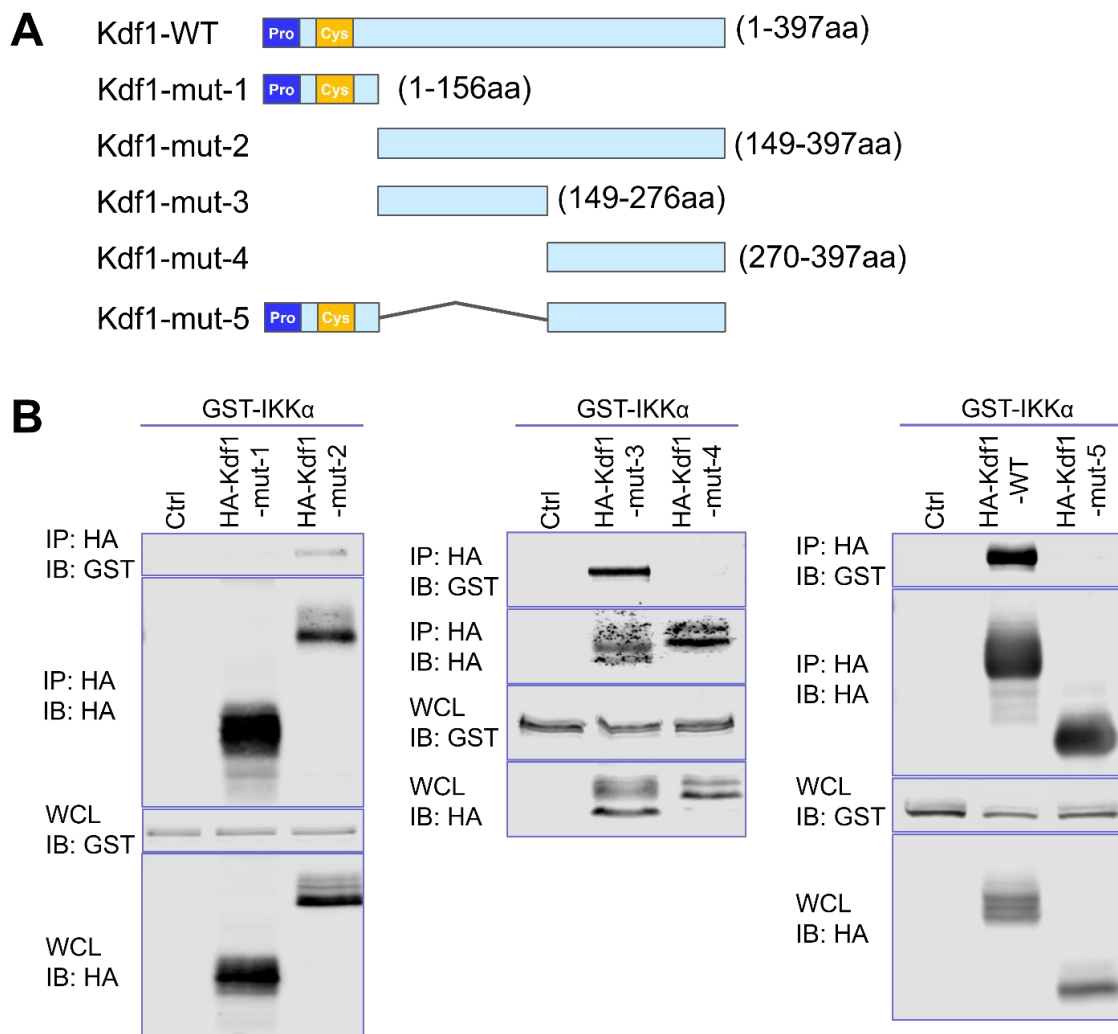 A
Kdf1-WT Pro Cys (1-397aa)
Kdf1-mut-1 Pro Cys (1-156aa)
Kdf1-mut-2 (149-397aa)
Kdf1-mut-3 (149-276aa)
Kdf1-mut-4 (270-397aa)
Kdf1-mut-5 Pro Cys
B
GST-IKKα
Ctrl
HA-Kdf1
-mut-1
HA-Kdf1
-mut-2
IP: HA
IB: GST
IP: HA
IB: HA
WCL
IB: GST
WCL
IB: HA
GST-IKKα
Ctrl
HA-Kdf1
-mut-3
HA-Kdf1
-mut-4
IP: HA
IB: GST
IP: HA
IB: HA
WCL
IB: GST
WCL
IB: HA
GST-IKKα
Ctrl
HA-Kdf1
-WT
HA-Kdf1
-mut-5
IP: HA
IB: GST
IP: HA
IB: HA
WCL
IB: GST
WCL
IB: HA